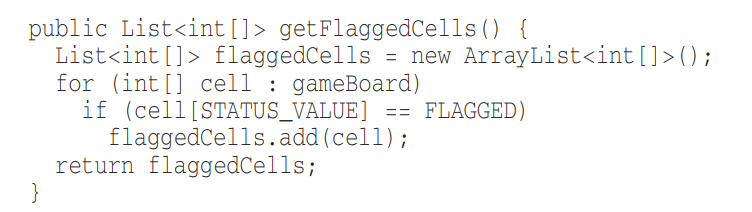 public List<int[]> getFlaggedCells() {
  List<int[]> flaggedCells = new ArrayList<int[]>();
  for (int[] cell : gameBoard)
    if (cell[STATUS_VALUE] == FLAGGED)
      flaggedCells.add(cell);
  return flaggedCells;
}